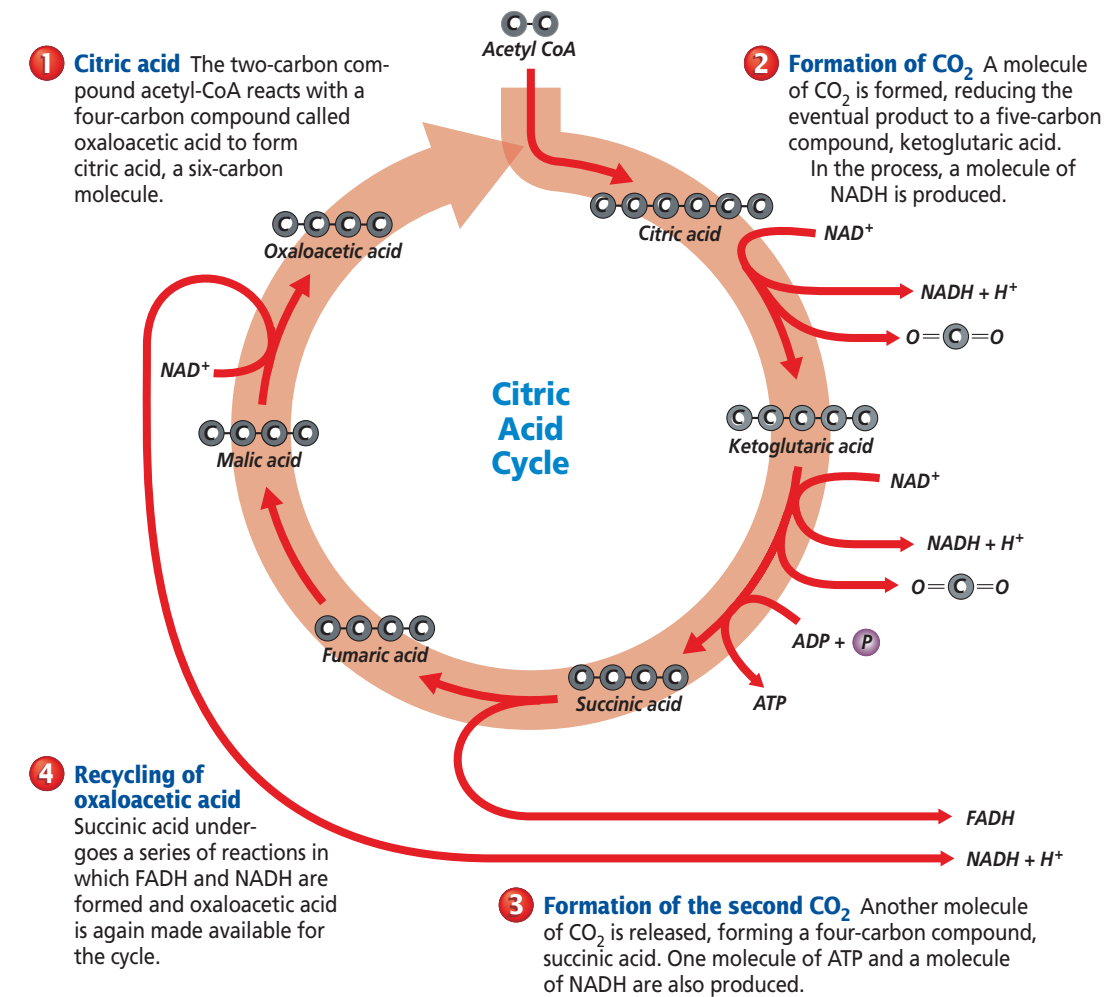 C-C
Acetyl CoA
1 Citric acid The two-carbon com-
pound acetyl-CoA reacts with a
four-carbon compound called
oxaloacetic acid to form
citric acid, a six-carbon
molecule.
2 Formation of CO₂ A molecule
of CO₂ is formed, reducing the
eventual product to a five-carbon
compound, ketoglutaric acid.
In the process, a molecule of
NADH is produced.
C-C-C-C-C-C
Citric acid
NAD⁺
NADH + H⁺
O=C=O
C-C-C-C
Oxaloacetic acid
NAD⁺
Citric
Acid
Cycle
C-C-C-C-C
Ketoglutaric acid
C-C-C-C
Malic acid
NAD⁺
NADH + H⁺
O=C=O
ADP + P
ATP
C-C-C-C
Fumaric acid
C-C-C-C
Succinic acid
FADH
NADH + H⁺
4 Recycling of
oxaloacetic acid
Succinic acid under-
goes a series of reactions in
which FADH and NADH are
formed and oxaloacetic acid
is again made available for
the cycle.
3 Formation of the second CO₂ Another molecule
of CO₂ is released, forming a four-carbon compound,
succinic acid. One molecule of ATP and a molecule
of NADH are also produced.